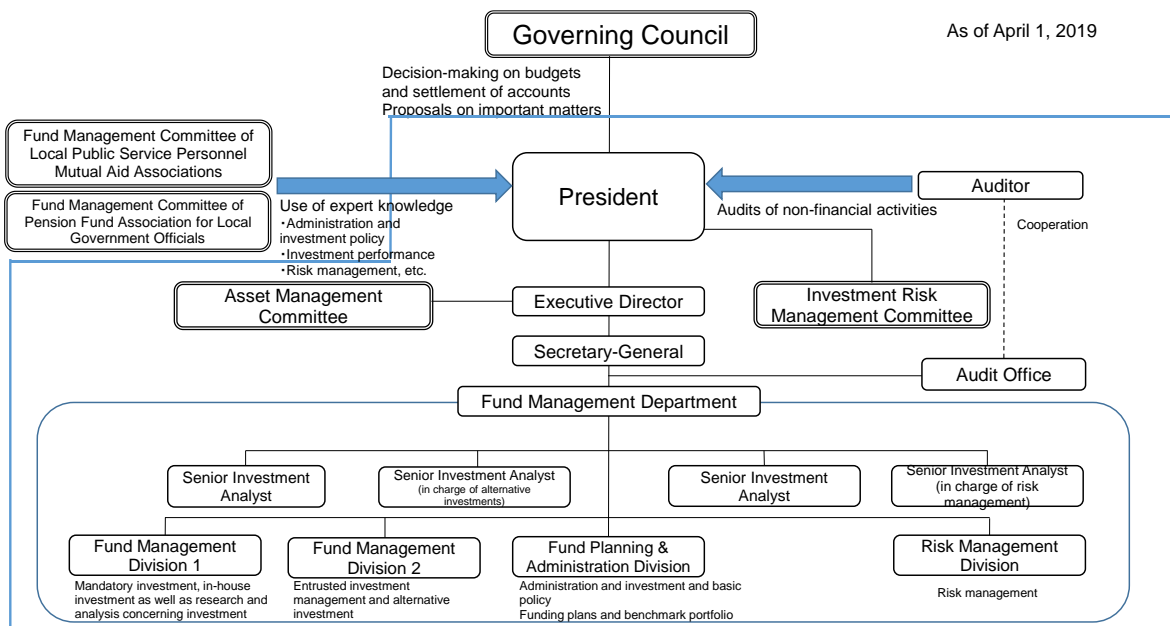 Governing Council
As of April 1, 2019
Decision-making on budgets
and settlement of accounts
Proposals on important matters
Fund Management Committee of
Local Public Service Personnel
Mutual Aid Associations
Fund Management Committee of
Pension Fund Association for Local
Government Officials
Use of expert knowledge
・Administration and
investment policy
・Investment performance
・Risk management, etc.
President
Auditor
Audits of non-financial activities
Cooperation
Asset Management
Committee
Executive Director
Investment Risk
Management Committee
Secretary-General
Audit Office
Fund Management Department
Senior Investment
Analyst
Senior Investment Analyst
(in charge of alternative
investments)
Senior Investment
Analyst
Senior Investment Analyst
(in charge of risk
management)
Fund Management
Division 1
Mandatory investment, in-house
investment as well as research and
analysis concerning investment
Fund Management
Division 2
Entrusted investment
management and alternative
investment
Fund Planning &
Administration Division
Administration and investment and basic
policy
Funding plans and benchmark portfolio
Risk Management
Division
Risk management